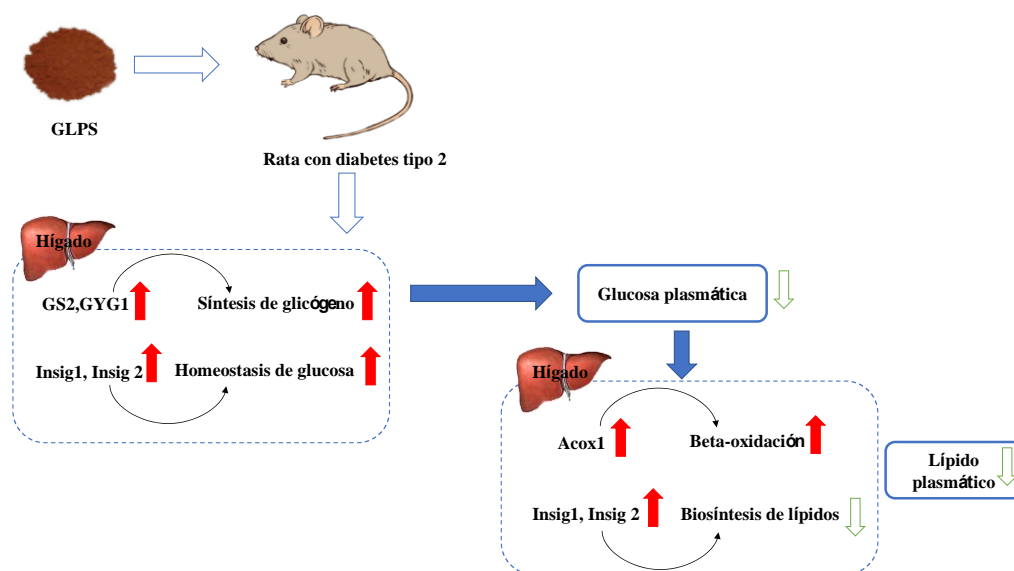 GLPS
Rata con diabetes tipo 2
Hígado
GS2,GYG1
Síntesis de glicógeno
Insig1, Insig 2
Homeostasis de glucosa
Glucosa plasmática
Hígado
Acox1
Beta-oxidación
Insig1, Insig 2
Biosíntesis de lípidos
Lípido
plasmático